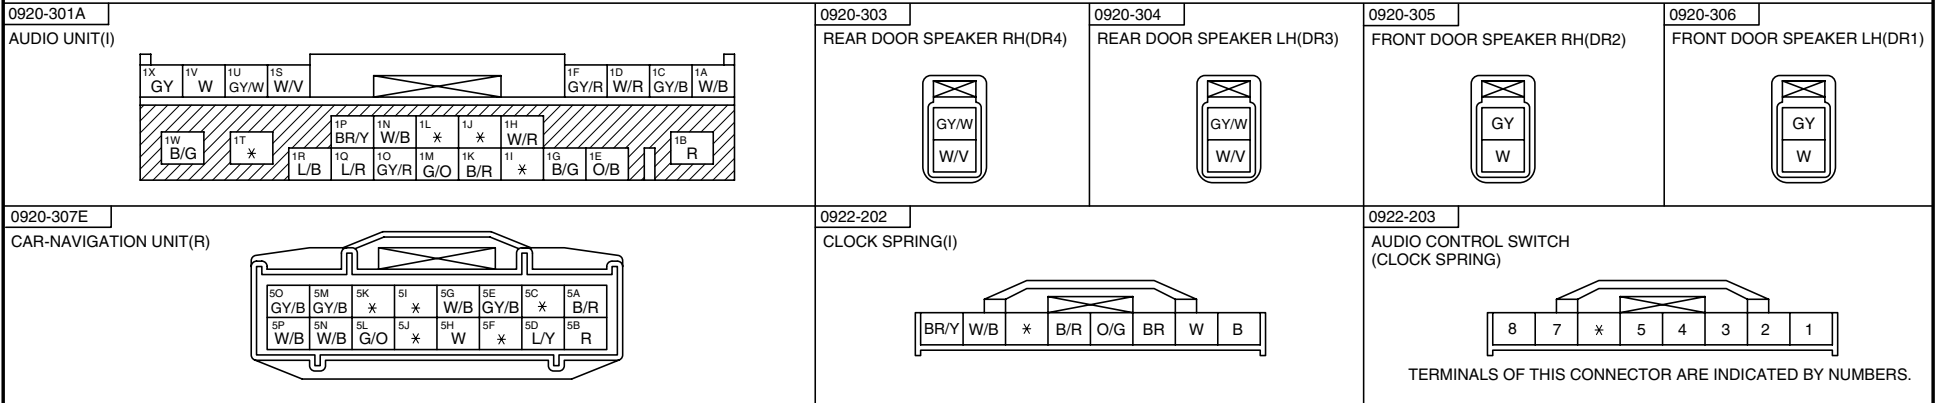 0920-301A
AUDIO UNIT(I)
1X 1V 1U 1S 1F 1D 1C 1A
GY W GY/W W/V GY/R W/R GY/B W/B
1P 1N 1L 1J 1H
BR/Y W/B * * W/R
1W 1T 1B
B/G * R
1R 1Q 1O 1M 1K 1I 1G 1E
L/B L/R GY/R G/O B/R * B/G O/B
0920-303
REAR DOOR SPEAKER RH(DR4)
GY/W
W/V
0920-304
REAR DOOR SPEAKER LH(DR3)
GY/W
W/V
0920-305
FRONT DOOR SPEAKER RH(DR2)
GY
W
0920-306
FRONT DOOR SPEAKER LH(DR1)
GY
W
0920-307E
CAR-NAVIGATION UNIT(R)
5O 5M 5K 5I 5G 5E 5C 5A
GY/B GY/B * * W/B GY/B * B/R
5P 5N 5L 5J 5H 5F 5D 5B
W/B W/B G/O * W * L/Y R
0922-202
CLOCK SPRING(I)
BR/Y W/B * B/R O/G BR W B
0922-203
AUDIO CONTROL SWITCH
(CLOCK SPRING)
8 7 * 5 4 3 2 1
TERMINALS OF THIS CONNECTOR ARE INDICATED BY NUMBERS.